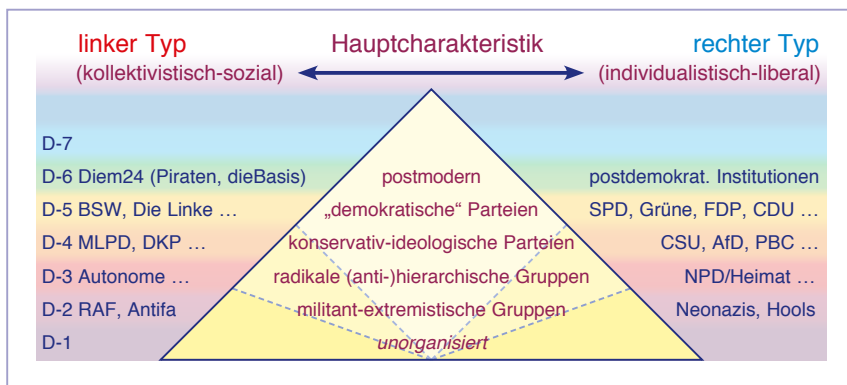 linker Typ Hauptcharakteristik rechter Typ
(kollektivistisch-sozial) (individualistisch-liberal)
D-7
D-6 Diem24 (Piraten, dieBasis) postmodern postdemokrat. Institutionen
D-5 BSW, Die Linke … „demokratische“ Parteien SPD, Grüne, FDP, CDU …
D-4 MLPD, DKP … konservativ-ideologische Parteien CSU, AfD, PBC …
D-3 Autonome … radikale (anti-)hierarchische Gruppen NPD/Heimat …
D-2 RAF, Antifa militant-extremistische Gruppen Neonazis, Hools
D-1 unorganisiert